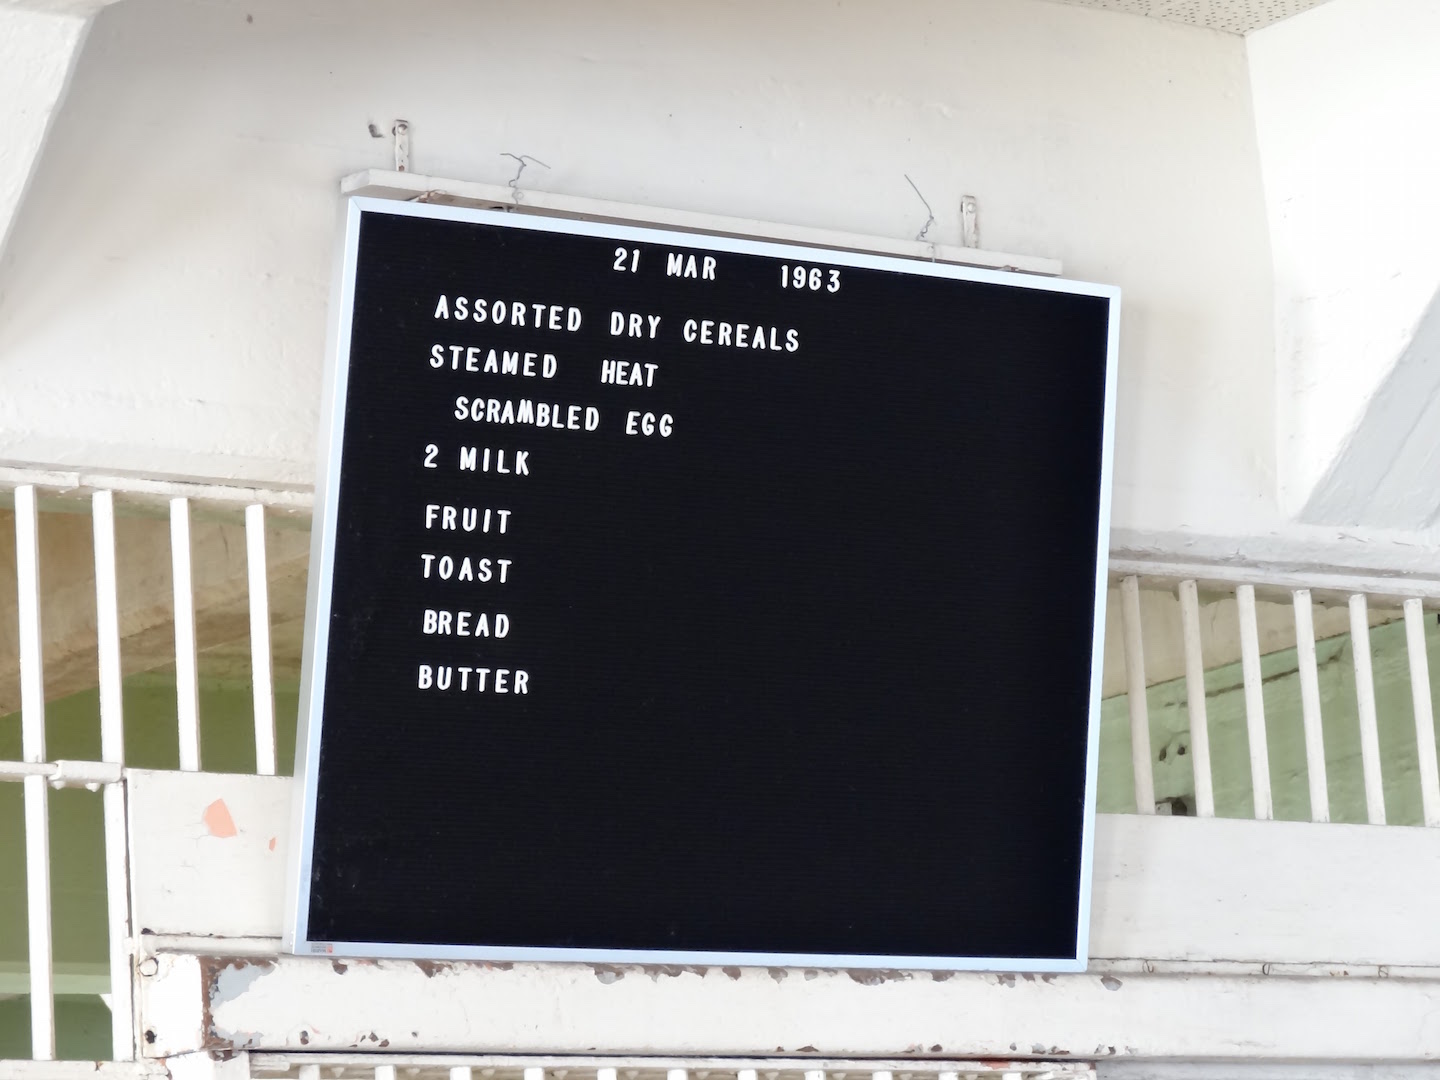 21 MAR 1963
ASSORTED DRY CEREALS
STEAMED HEAT
SCRAMBLED EGG
2 MILK
FRUIT
TOAST
BREAD
BUTTER